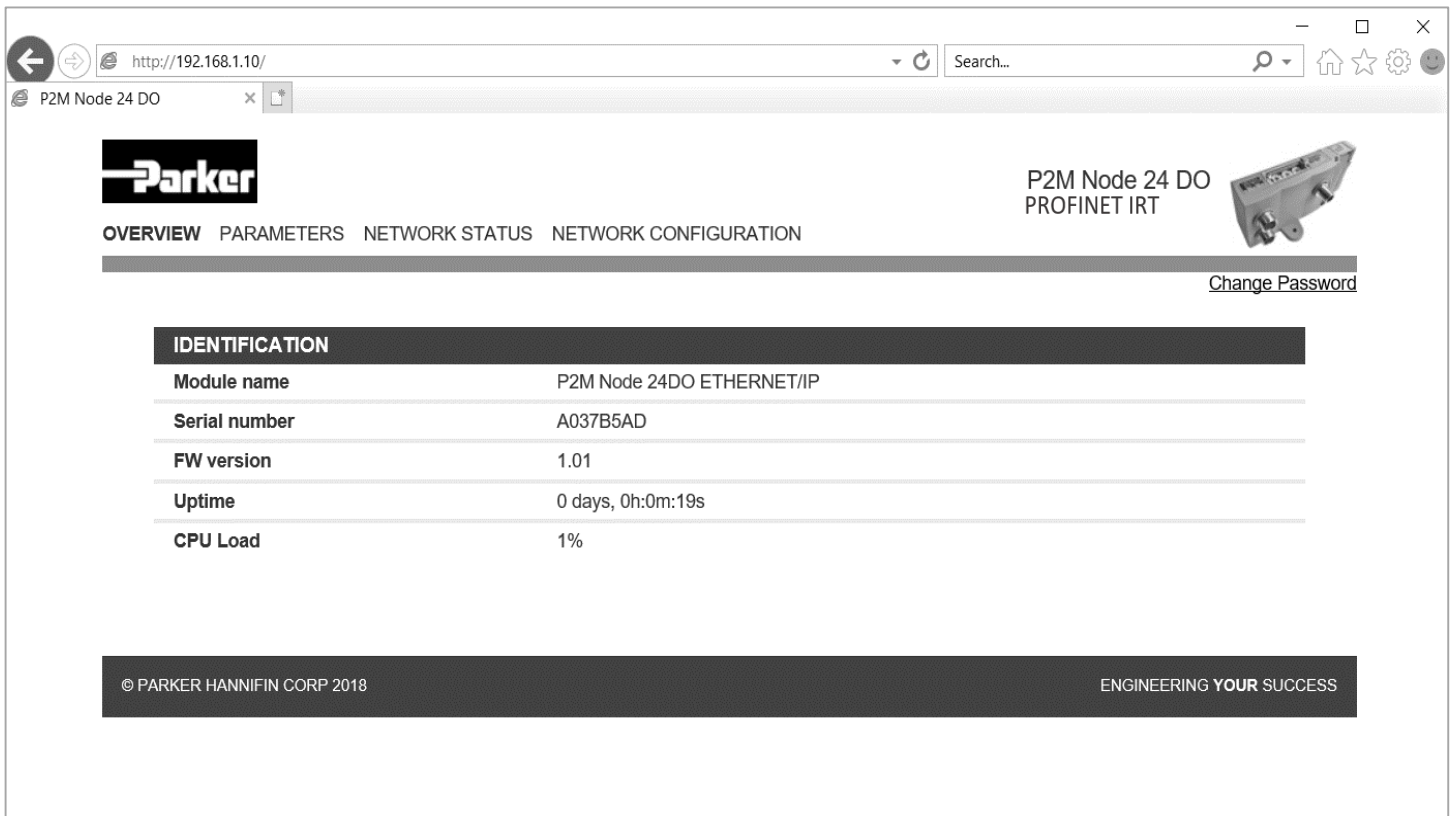 http://192.168.1.10/
Search...
P2M Node 24 DO
Parker
P2M Node 24 DO
PROFINET IRT
OVERVIEW PARAMETERS NETWORK STATUS NETWORK CONFIGURATION
Change Password
IDENTIFICATION
Module name P2M Node 24DO ETHERNET/IP
Serial number A037B5AD
FW version 1.01
Uptime 0 days, 0h:0m:19s
CPU Load 1%
© PARKER HANNIFIN CORP 2018 ENGINEERING YOUR SUCCESS